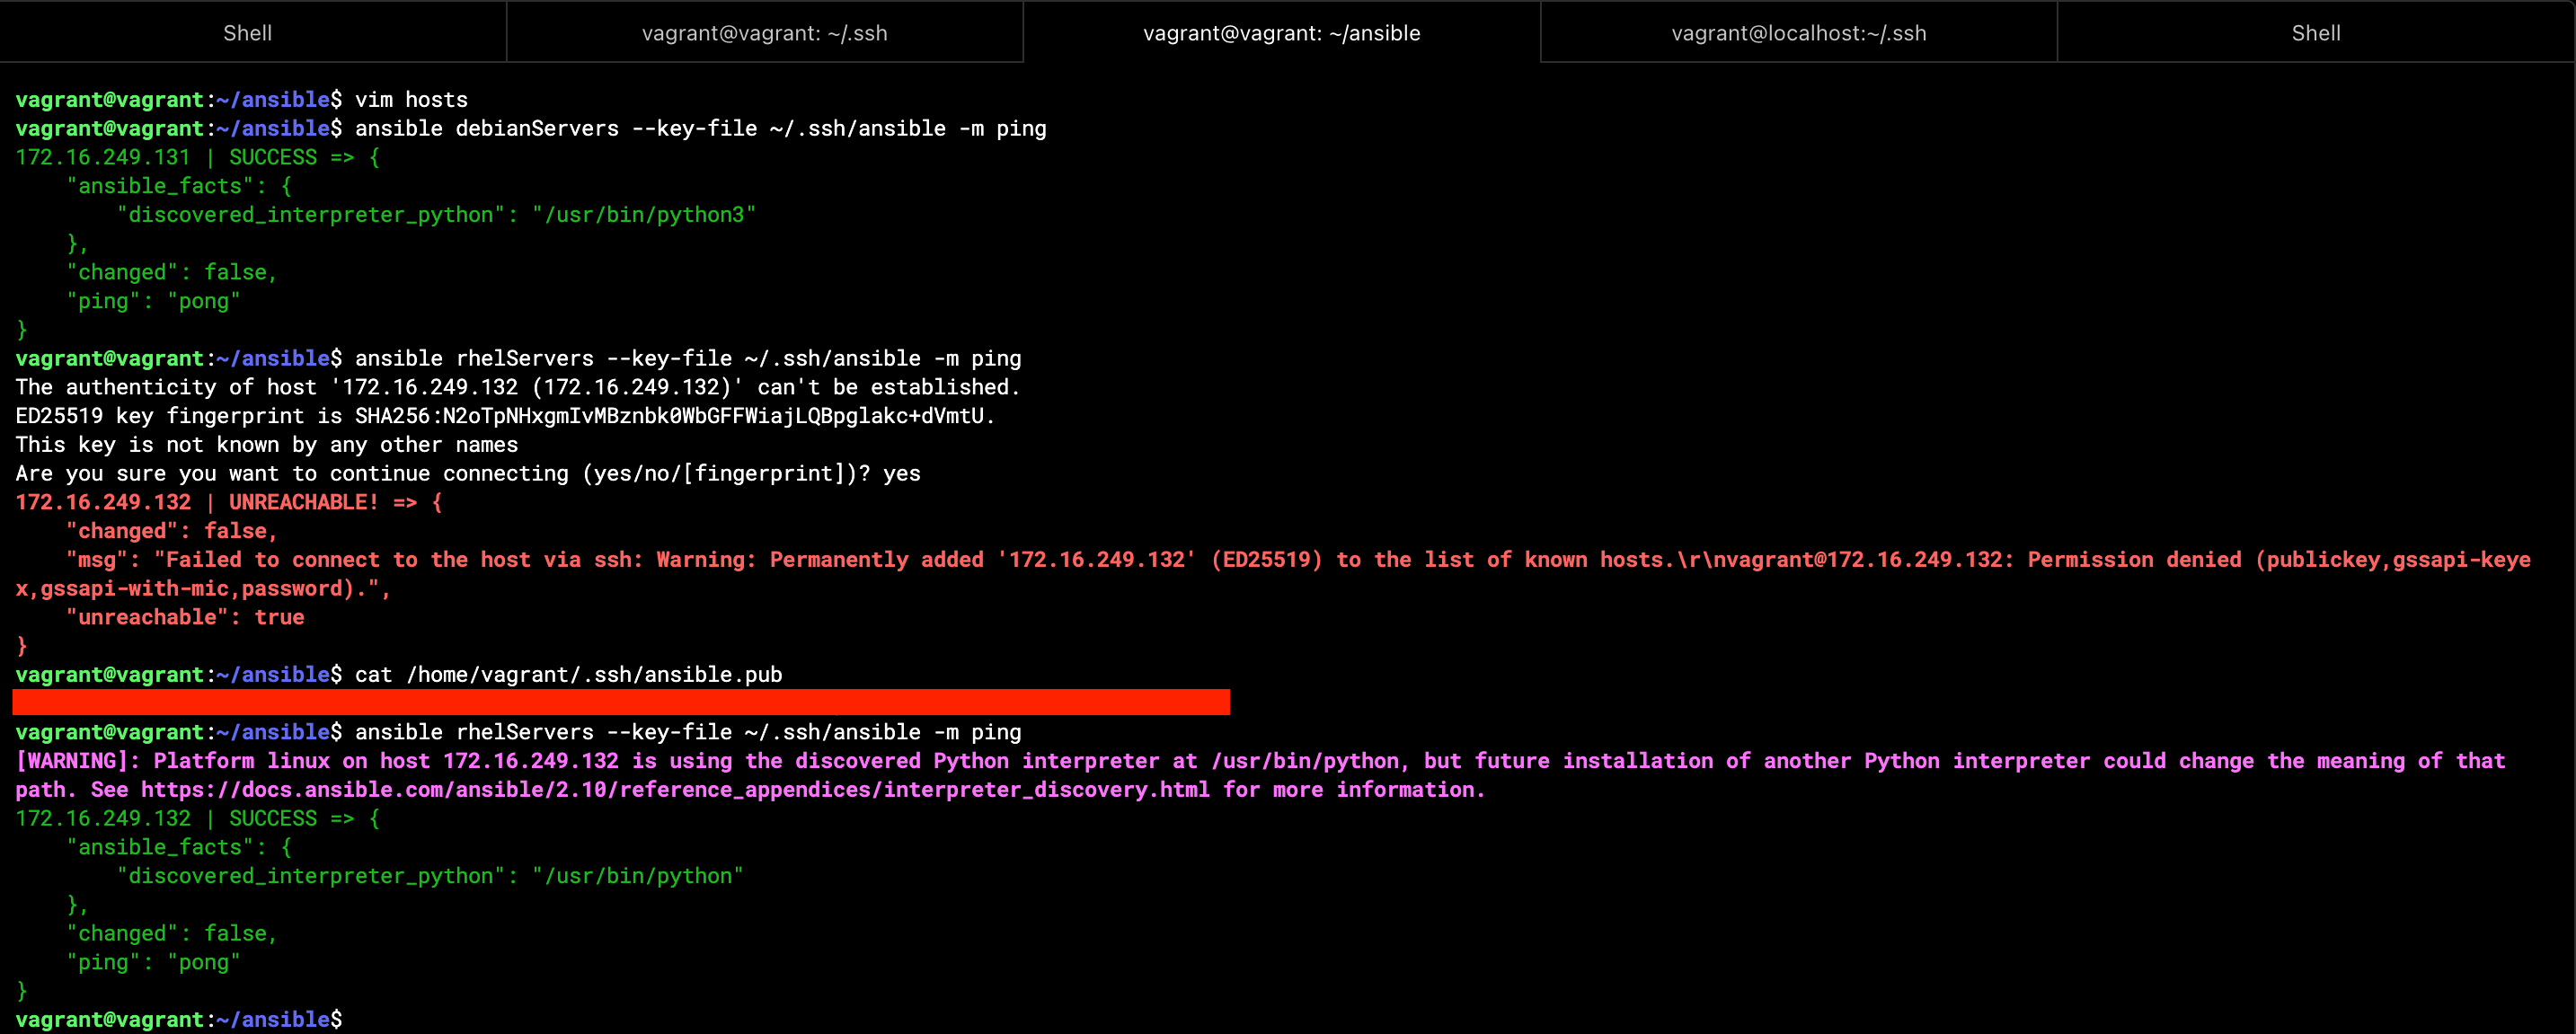 Shell
vagrant@vagrant: ~/.ssh
vagrant@vagrant: ~/ansible
vagrant@localhost:~/.ssh
Shell
vagrant@vagrant:~/ansible$ vim hosts
vagrant@vagrant:~/ansible$ ansible debianServers --key-file ~/.ssh/ansible -m ping
172.16.249.131 | SUCCESS => {
    "ansible_facts": {
        "discovered_interpreter_python": "/usr/bin/python3"
    },
    "changed": false,
    "ping": "pong"
}
vagrant@vagrant:~/ansible$ ansible rhelServers --key-file ~/.ssh/ansible -m ping
The authenticity of host '172.16.249.132 (172.16.249.132)' can't be established.
ED25519 key fingerprint is SHA256:N2oTpNHxgmIvMBznbk0WbGFFWiajLQBpglakc+dVmtU.
This key is not known by any other names
Are you sure you want to continue connecting (yes/no/[fingerprint])? yes
172.16.249.132 | UNREACHABLE! => {
    "changed": false,
    "msg": "Failed to connect to the host via ssh: Warning: Permanently added '172.16.249.132' (ED25519) to the list of known hosts.\r\nvagrant@172.16.249.132: Permission denied (publickey,gssapi-keye
x,gssapi-with-mic,password).",
    "unreachable": true
}
vagrant@vagrant:~/ansible$ cat /home/vagrant/.ssh/ansible.pub
vagrant@vagrant:~/ansible$ ansible rhelServers --key-file ~/.ssh/ansible -m ping
[WARNING]: Platform linux on host 172.16.249.132 is using the discovered Python interpreter at /usr/bin/python, but future installation of another Python interpreter could change the meaning of that
path. See https://docs.ansible.com/ansible/2.10/reference_appendices/interpreter_discovery.html for more information.
172.16.249.132 | SUCCESS => {
    "ansible_facts": {
        "discovered_interpreter_python": "/usr/bin/python"
    },
    "changed": false,
    "ping": "pong"
}
vagrant@vagrant:~/ansible$